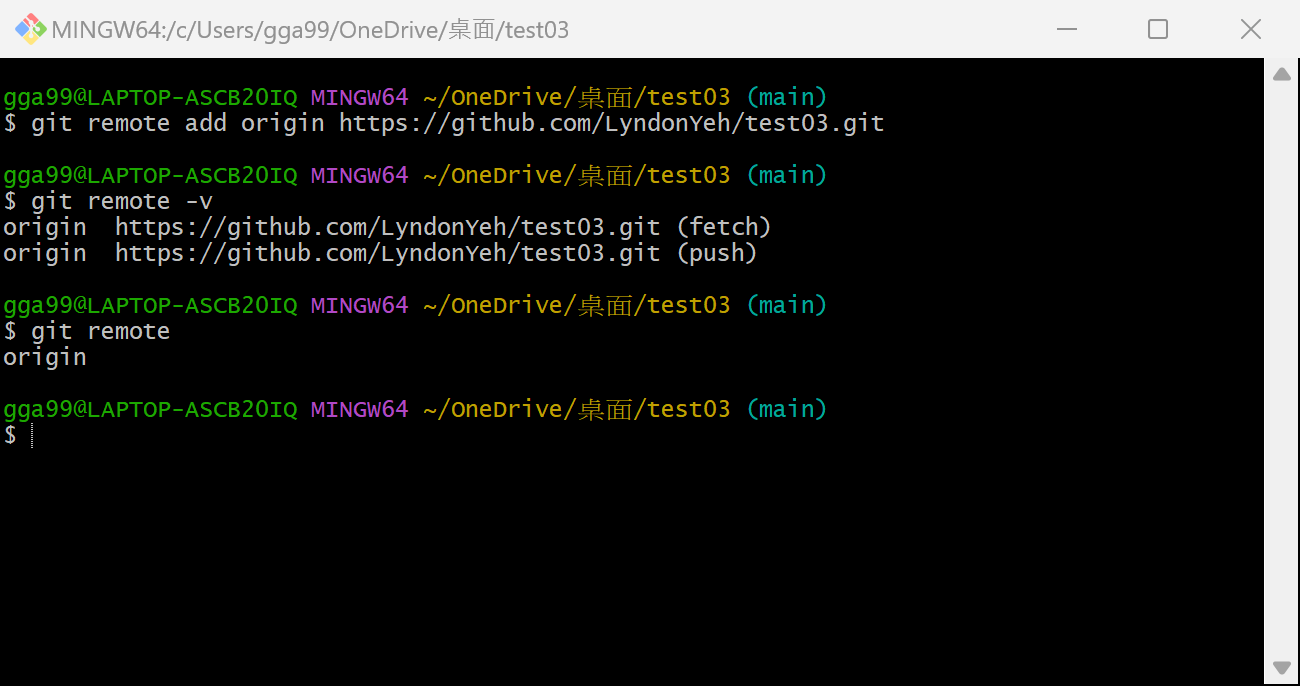 MINGW64:/c/Users/gga99/OneDrive/桌面/test03
gga99@LAPTOP-ASCB20IQ MINGW64 ~/OneDrive/桌面/test03 (main)
$ git remote add origin https://github.com/LyndonYeh/test03.git
gga99@LAPTOP-ASCB20IQ MINGW64 ~/OneDrive/桌面/test03 (main)
$ git remote -v
origin  https://github.com/LyndonYeh/test03.git (fetch)
origin  https://github.com/LyndonYeh/test03.git (push)
gga99@LAPTOP-ASCB20IQ MINGW64 ~/OneDrive/桌面/test03 (main)
$ git remote
origin
gga99@LAPTOP-ASCB20IQ MINGW64 ~/OneDrive/桌面/test03 (main)
$